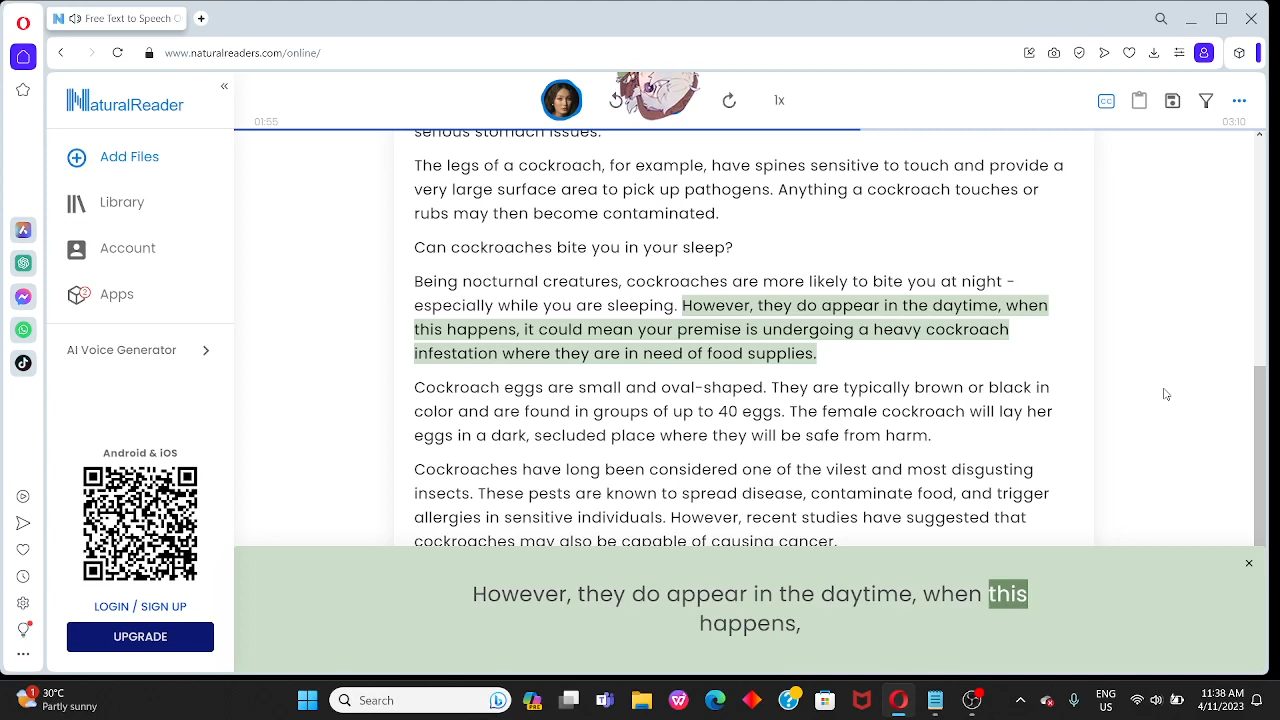 Free Text to Speech O
www.naturalreaders.com/online/
NaturalReader
1x
CC
01:55
03:10
Add Files
Library
Account
2
Apps
AI Voice Generator
Android & iOS
LOGIN / SIGN UP
UPGRADE
serious stomach issues.
The legs of a cockroach, for example, have spines sensitive to touch and provide a
very large surface area to pick up pathogens. Anything a cockroach touches or
rubs may then become contaminated.
Can cockroaches bite you in your sleep?
Being nocturnal creatures, cockroaches are more likely to bite you at night -
especially while you are sleeping. However, they do appear in the daytime, when
this happens, it could mean your premise is undergoing a heavy cockroach
infestation where they are in need of food supplies.
Cockroach eggs are small and oval-shaped. They are typically brown or black in
color and are found in groups of up to 40 eggs. The female cockroach will lay her
eggs in a dark, secluded place where they will be safe from harm.
Cockroaches have long been considered one of the vilest and most disgusting
insects. These pests are known to spread disease, contaminate food, and trigger
allergies in sensitive individuals. However, recent studies have suggested that
cockroaches may also be capable of causing cancer.
However, they do appear in the daytime, when this
happens,
1
30°C
Partly sunny
Search
ENG
US
11:38 AM
4/11/2023